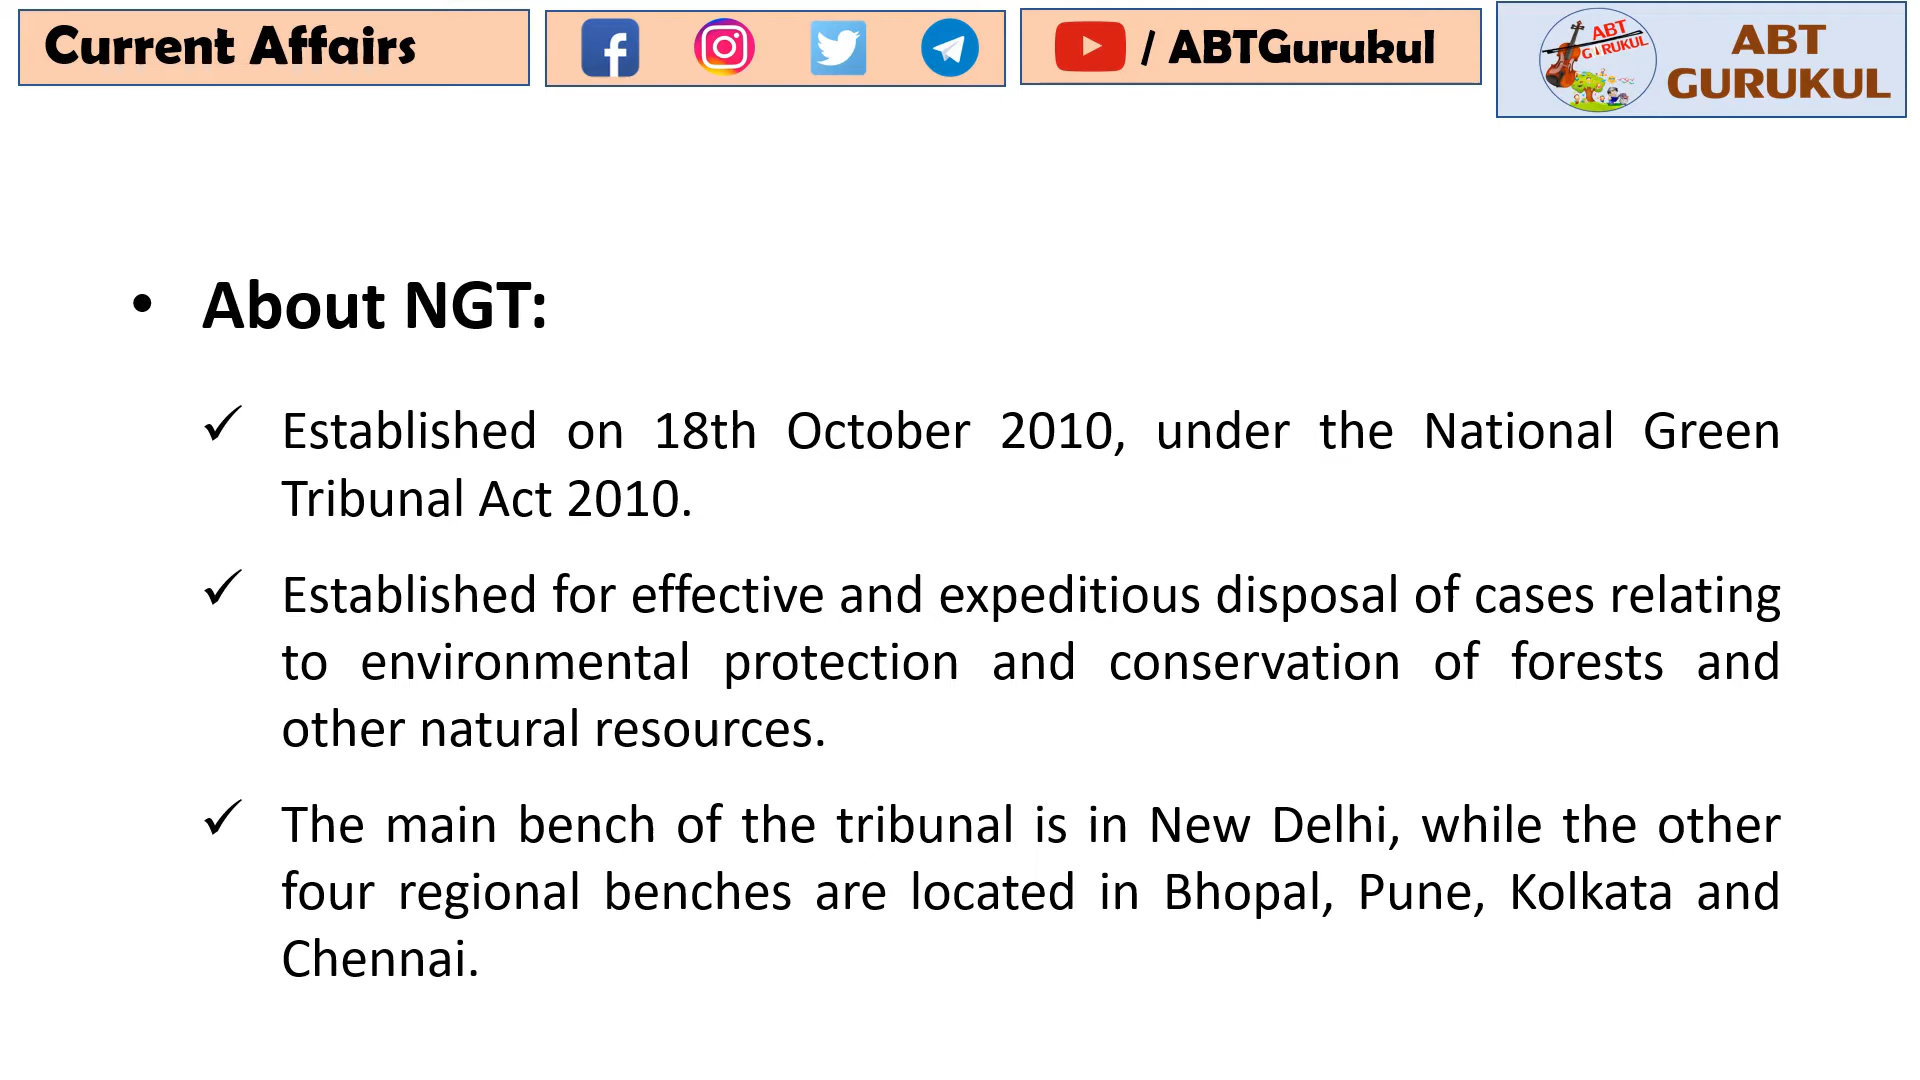 Current Affairs
/ ABTGurukul
ABT
GURUKUL
ABT
GURUKUL
• About NGT:
✓ Established on 18th October 2010, under the National Green
Tribunal Act 2010.
✓ Established for effective and expeditious disposal of cases relating
to environmental protection and conservation of forests and
other natural resources.
✓ The main bench of the tribunal is in New Delhi, while the other
four regional benches are located in Bhopal, Pune, Kolkata and
Chennai.